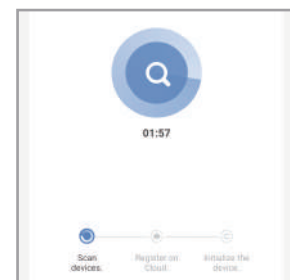 01:57
Scan Register on Initialize the
devices. Cloud. device.